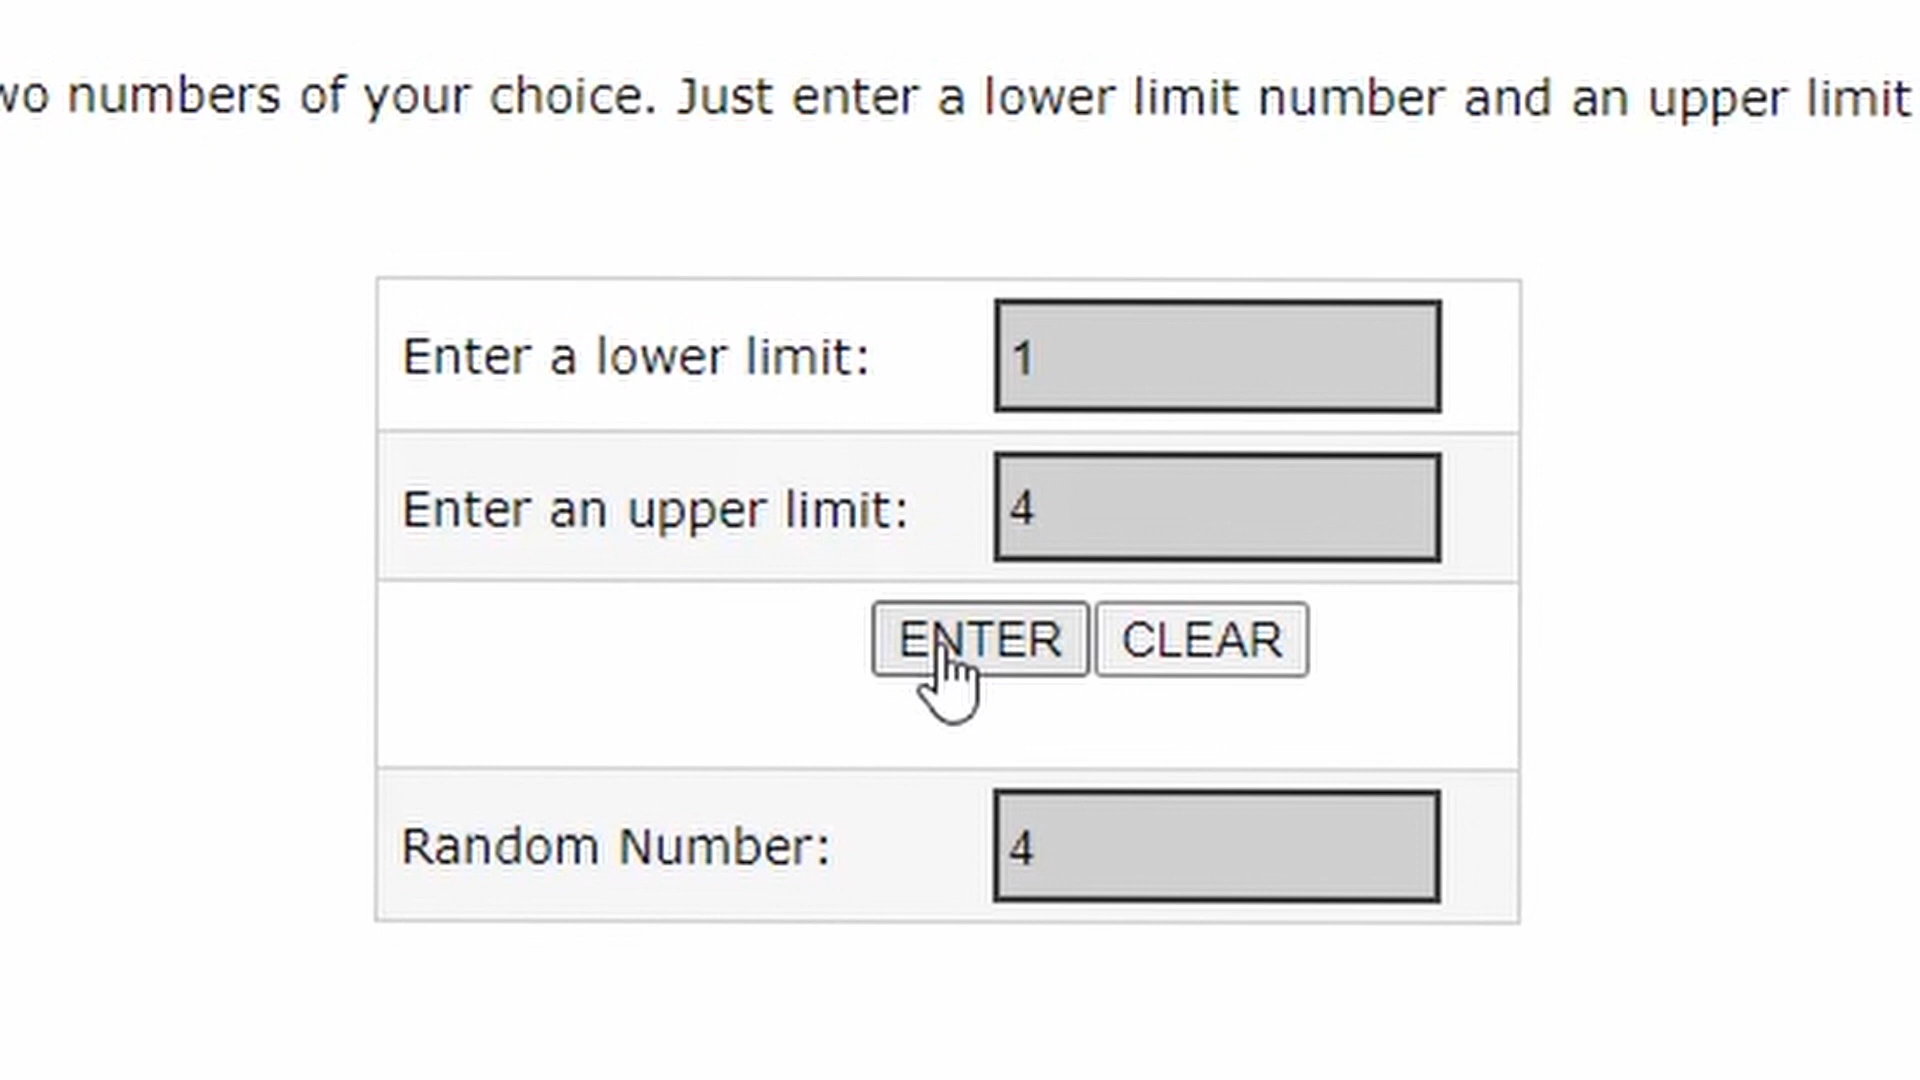 numbers of your choice. Just enter a lower limit number and an upper limit
Enter a lower limit: 1
Enter an upper limit: 4
ENTER CLEAR
Random Number: 4